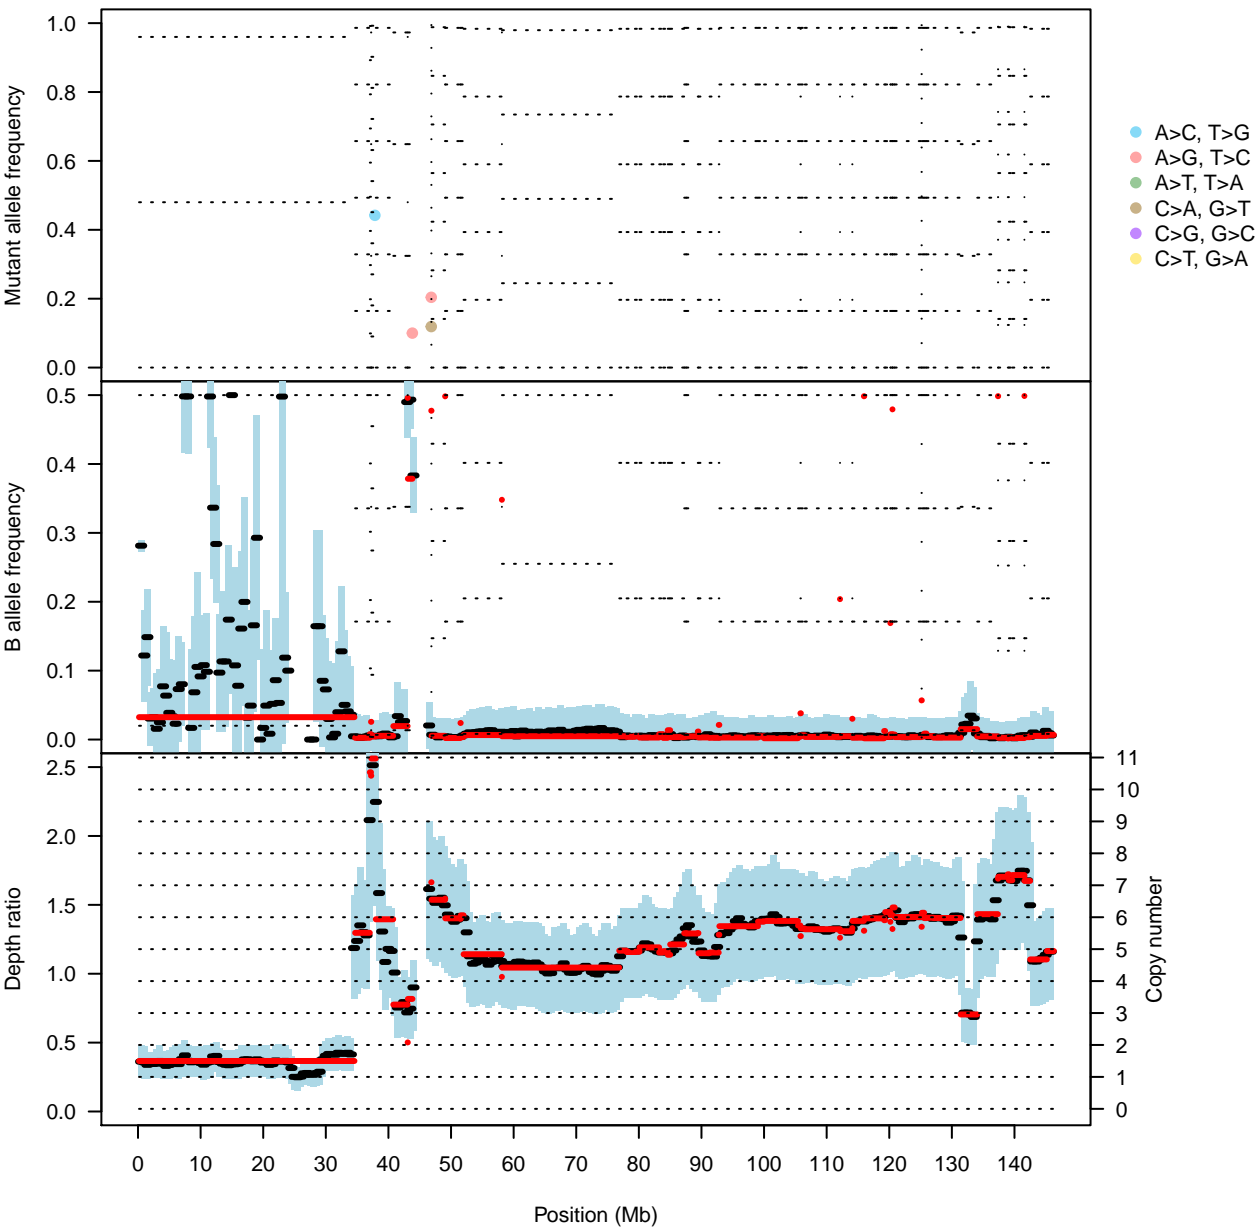 Mutant allele frequency
1.0
0.8
0.6
0.4
0.2
0.0
A>C, T>G
A>G, T>C
A>T, T>A
C>A, G>T
C>G, G>C
C>T, G>A
B allele frequency
0.5
0.4
0.3
0.2
0.1
0.0
Depth ratio
2.5
2.0
1.5
1.0
0.5
0.0
11
10
9
8
7
6
5
4
3
2
1
0
Copy number
0 10 20 30 40 50 60 70 80 90 100 110 120 130 140
Position (Mb)